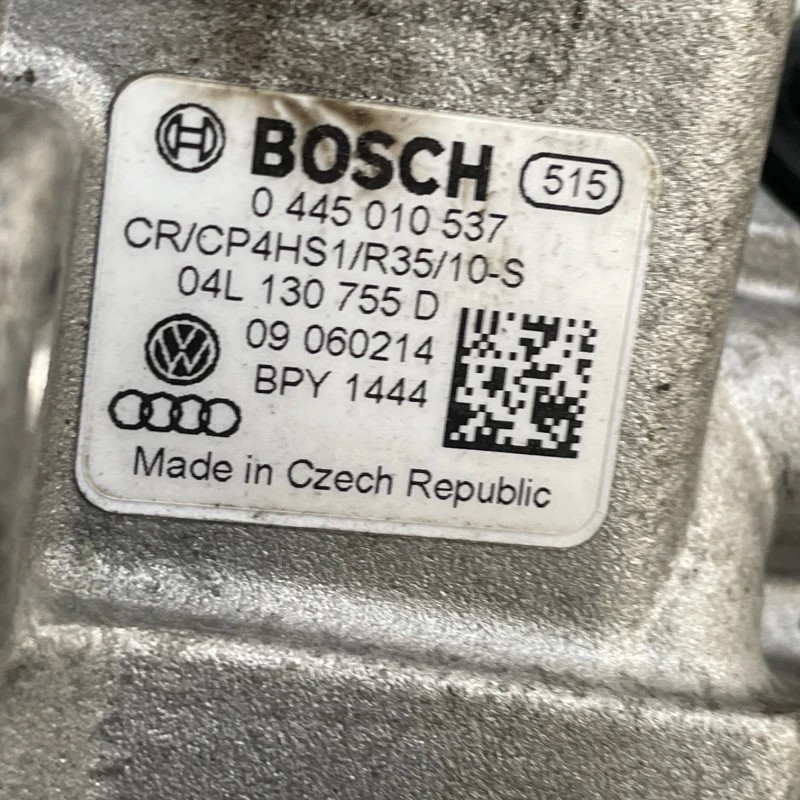 BOSCH 515
0 445 010 537
CR/CP4HS1/R35/10-S
04L 130 755 D
09 060214
BPY 1444
Made in Czech Republic